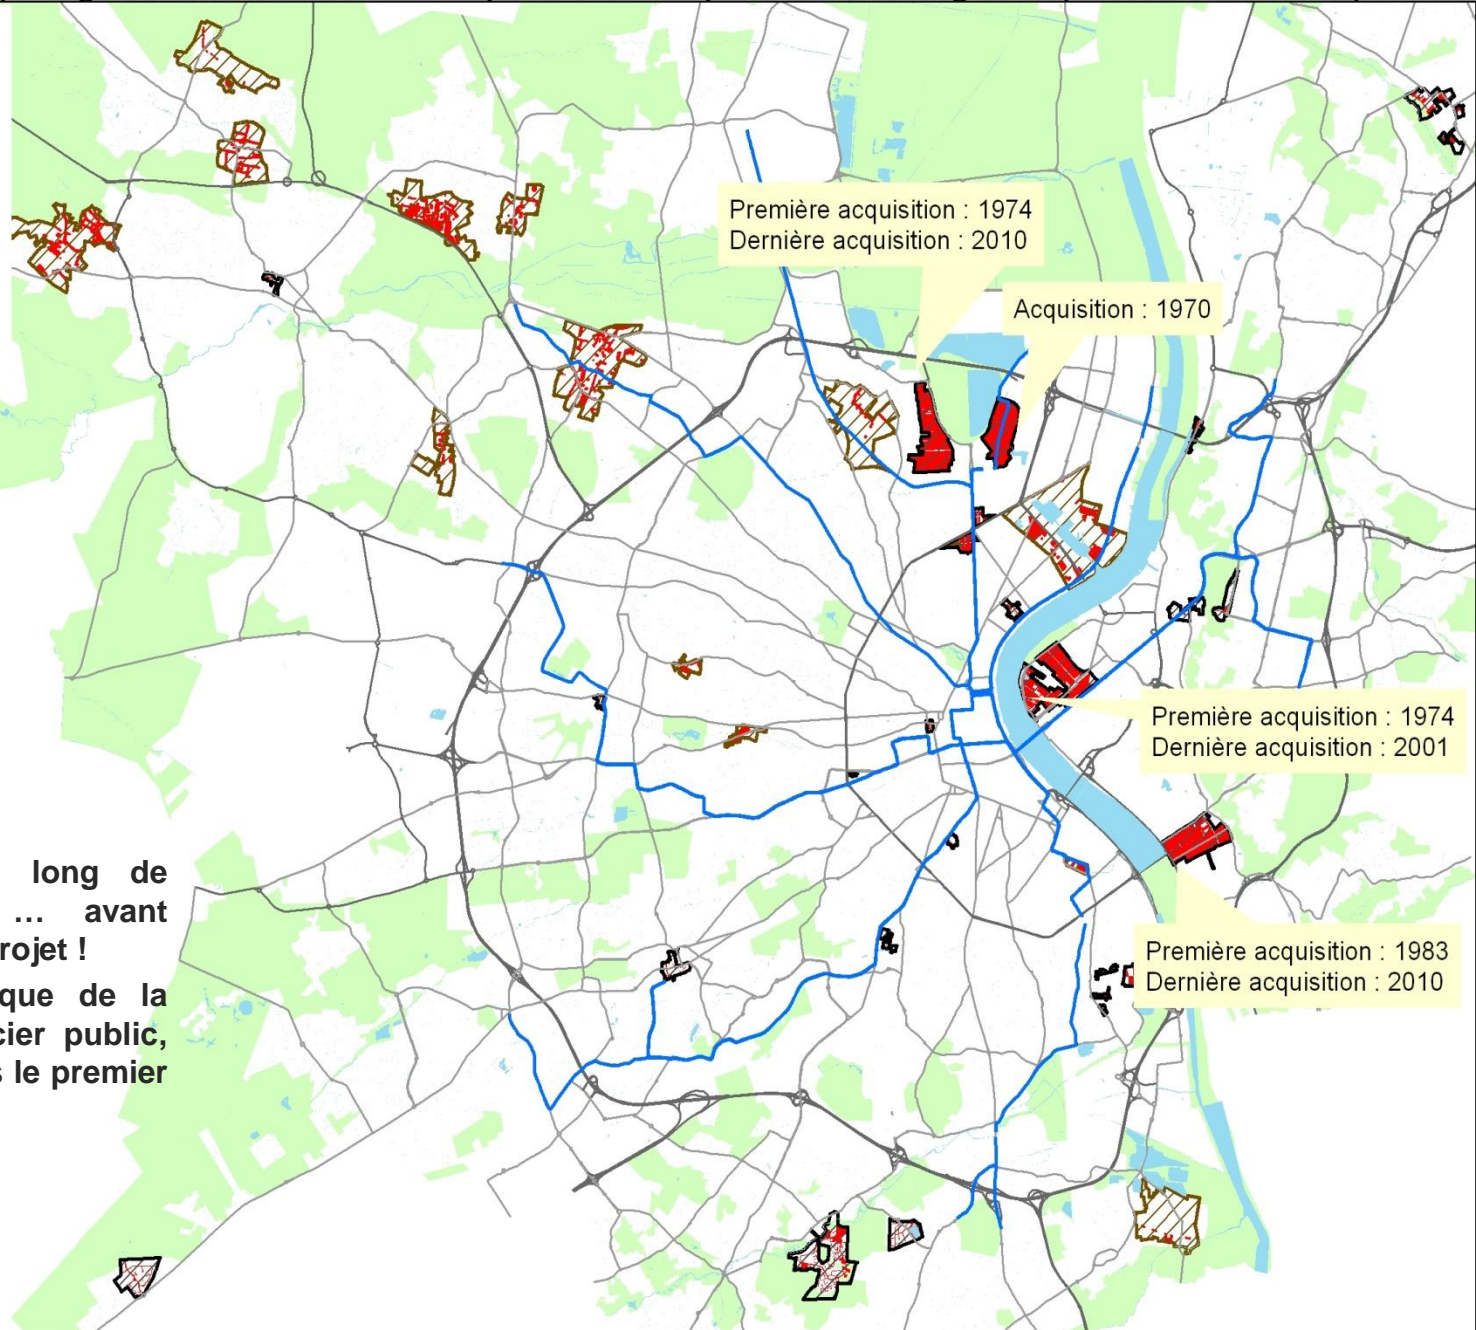 Première acquisition : 1974
Dernière acquisition : 2010
Acquisition : 1970
Première acquisition : 1974
Dernière acquisition : 2001
Première acquisition : 1983
Dernière acquisition : 2010
long de
… avant
rojet !
que de la
cier public,
s le premier